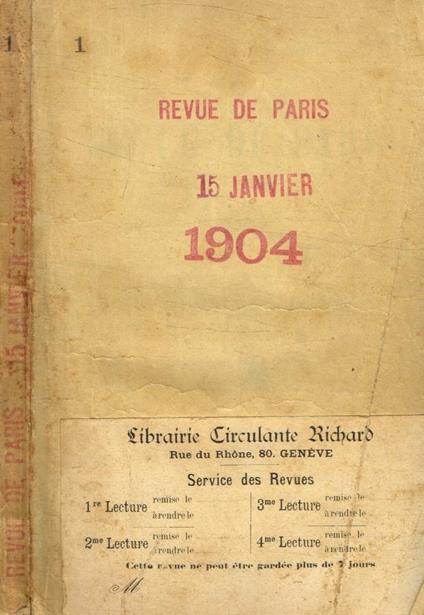 1
1
REVUE DE PARIS
15 JANVIER
1904
REVUE DE PARIS 15 JANVIER
Librairie Circulante Richard
Rue du Rhône, 80. GENÈVE
Service des Revues
1re Lecture remise le
à rendre le
3me Lecture remise le
à rendre le
2me Lecture remise le
à rendre le
4me Lecture remise le
à rendre le
Cette revue ne peut être gardée plus de 7 jours
M